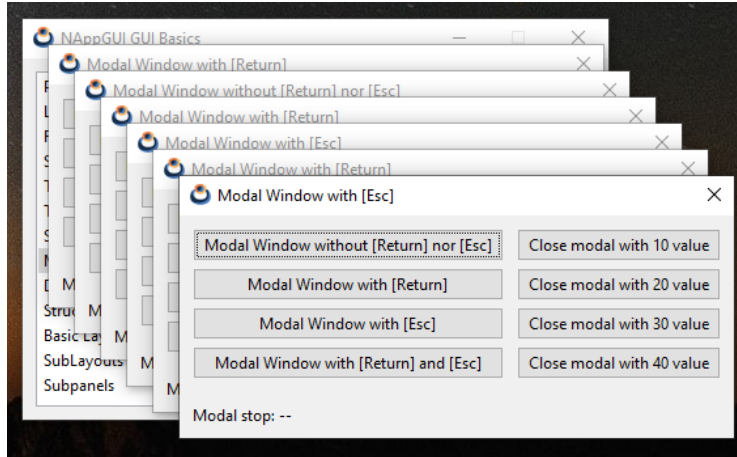 NAppGUI GUI Basics
Modal Window with [Return]
Modal Window without [Return] nor [Esc]
Modal Window with [Return]
Modal Window with [Esc]
Modal Window with [Return]
Modal Window with [Esc]
Modal Window without [Return] nor [Esc] Close modal with 10 value
Modal Window with [Return] Close modal with 20 value
Modal Window with [Esc] Close modal with 30 value
Modal Window with [Return] and [Esc] Close modal with 40 value
Modal stop: --
Basic Lay
SubLayouts
Subpanels